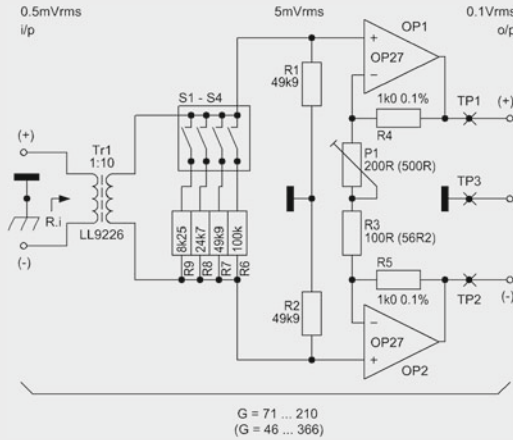 0.5mVrms 5mVrms 0.1Vrms
i/p o/p
OP1
+
OP27
−
R1
49k9
S1 - S4
1k0 0.1%
R4
TP1
(+)
(+)
Tr1
1:10
P1
200R (500R)
TP3
R.i
LL9226
8k25
24k7
49k9
100k
R9
R8
R7
R6
R3
100R (56R2)
R5
1k0 0.1%
(-)
TP2
(-)
R2
49k9
−
OP27
+
OP2
G = 71 ... 210
(G = 46 ... 366)